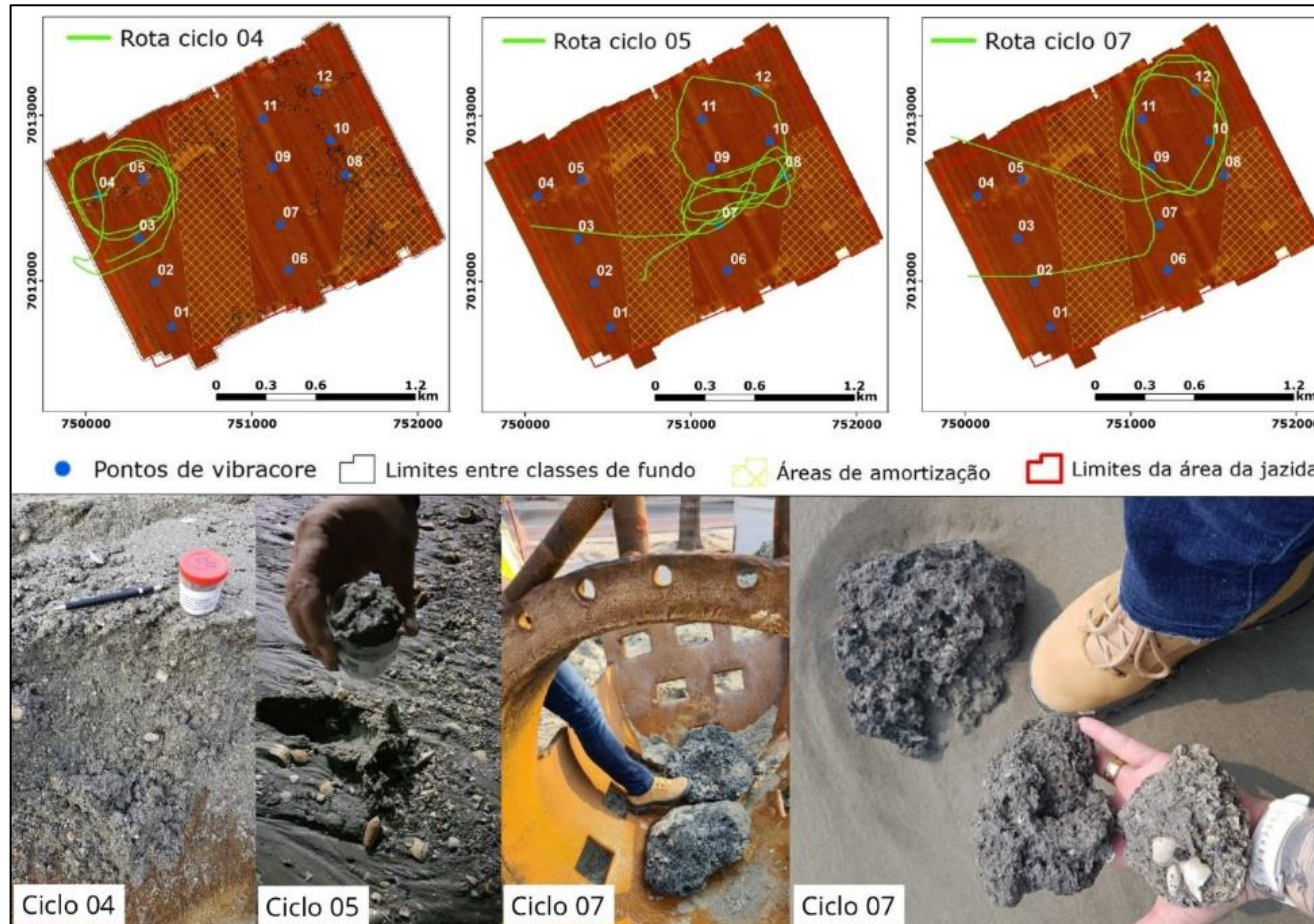 Rota ciclo 04
Rota ciclo 05
Rota ciclo 07
7013000
7012000
12
11
10
09
08
05
04
03
07
02
06
01
0 0.3 0.6 1.2
km
750000 751000 752000
7013000
7012000
12
11
10
09
08
05
04
03
07
02
06
01
0 0.3 0.6 1.2
km
750000 751000 752000
7013000
7012000
12
11
10
09
08
05
04
03
07
02
06
01
0 0.3 0.6 1.2
km
750000 751000 752000
Pontos de vibracore
Limites entre classes de fundo
Áreas de amortização
Limites da área da jazida
Ciclo 04
Ciclo 05
Ciclo 07
Ciclo 07